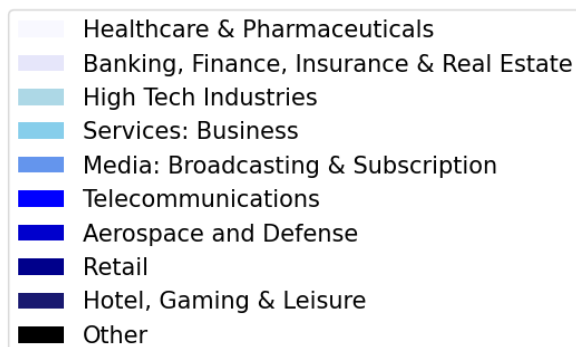 Healthcare & Pharmaceuticals
Banking, Finance, Insurance & Real Estate
High Tech Industries
Services: Business
Media: Broadcasting & Subscription
Telecommunications
Aerospace and Defense
Retail
Hotel, Gaming & Leisure
Other